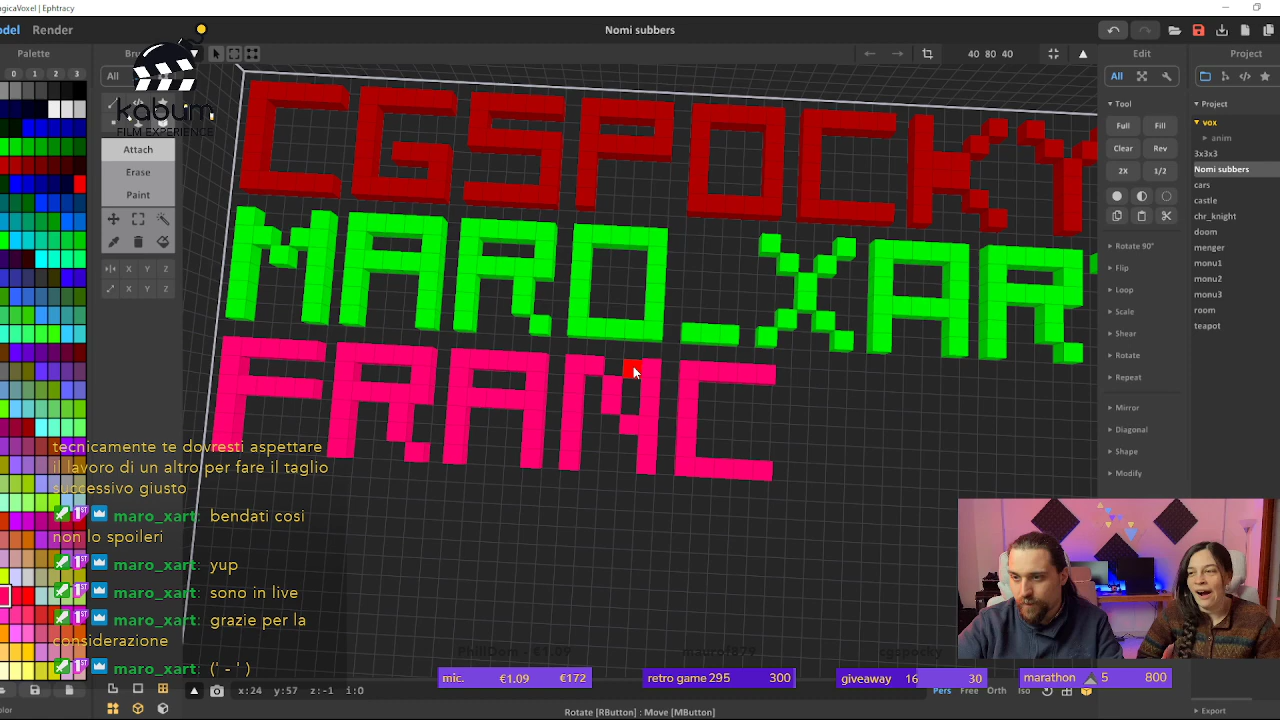 gicaVoxel | Ephtracy
odel Render
Nomi subbers
Palette
Bru
0 1 2 3
All
kabum
FILM EXPERIENCE
Attach
Erase
Paint
X Y Z
X Y Z
40 80 40
CGSPOCKY
MARO_XAR
FRANC
Edit
All
Tool
Full Fill
Clear Rev
2X 1/2
Rotate 90°
Flip
Loop
Scale
Shear
Rotate
Repeat
Mirror
Diagonal
Shape
Modify
Project
Project
vox
anim
3x3x3
Nomi subbers
cars
castle
chr_knight
doom
menger
monu1
monu2
monu3
room
teapot
Export
tecnicamente te dovresti aspettare
il lavoro di un altro per fare il taglio
successivo giusto
maro_xart: bendati cosi
non lo spoileri
maro_xart: yup
maro_xart: sono in live
maro_xart: grazie per la
considerazione
maro_xart: (' - ' )
mic. €1.09 €172
retro game 295 300
cgspocky
giveaway 16 30
marathon 5 800
olor
x:24 y:57 z:-1 i:0
Pers Free Orth Iso
Rotate [RButton] : Move [MButton]